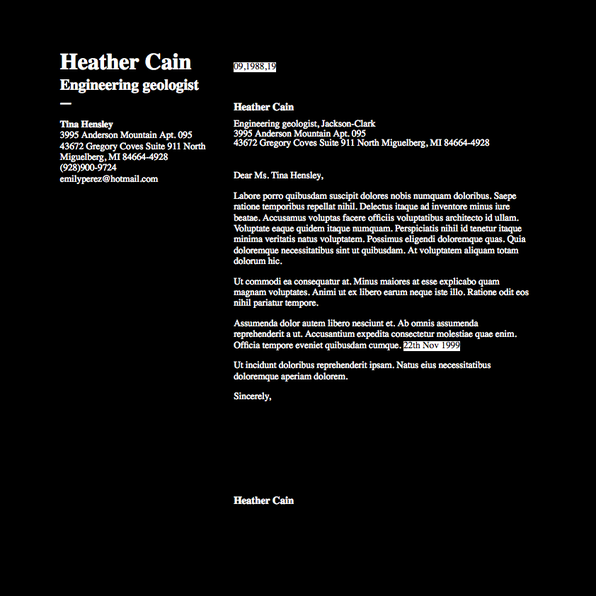 Heather Cain
Engineering geologist
—
Tina Hensley
3995 Anderson Mountain Apt. 095
43672 Gregory Coves Suite 911 North
Miguelberg, MI 84664-4928
(928)900-9724
emilyperez@hotmail.com
09,1988,19
Heather Cain
Engineering geologist, Jackson-Clark
3995 Anderson Mountain Apt. 095
43672 Gregory Coves Suite 911 North Miguelberg, MI 84664-4928
Dear Ms. Tina Hensley,
Labore porro quibusdam suscipit dolores nobis numquam doloribus. Saepe
ratione temporibus repellat nihil. Delectus itaque ad inventore minus iure
beatae. Accusamus voluptas facere officiis voluptatibus architecto id ullam.
Voluptate eaque quidem itaque numquam. Perspiciatis nihil id tenetur itaque
minima veritatis natus voluptatem. Possimus eligendi doloremque quas. Quia
doloremque necessitatibus sint ut quibusdam. At voluptatem aliquam totam
dolorum hic.
Ut commodi ea consequatur at. Minus maiores at esse explicabo quam
magnam voluptates. Animi ut ex libero earum neque iste illo. Ratione odit eos
nihil pariatur tempore.
Assumenda dolor autem libero nesciunt et. Ab omnis assumenda
reprehenderit a ut. Accusantium expedita consectetur molestiae quae enim.
Officia tempore eveniet quibusdam cumque. 22th Nov 1999
Ut incidunt doloribus reprehenderit ipsam. Natus eius necessitatibus
doloremque aperiam dolorem.
Sincerely,
Heather Cain